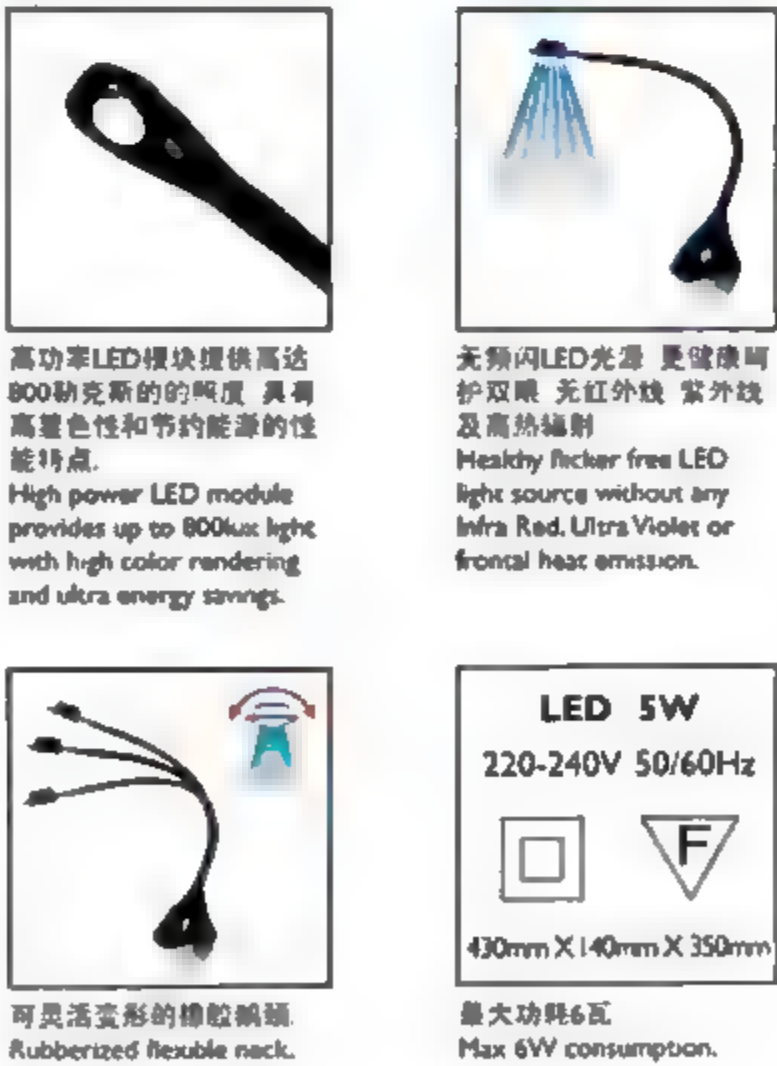 高功率LED模块提供高达
800勒克斯的的照度 具有
高显色性和节约能源的性
能特点.
High power LED module
provides up to 800lux light
with high color rendering
and ultra energy savings.
无频闪LED光源 更健康呵
护双眼 无红外线 紫外线
及高热辐射
Healthy flicker free LED
light source without any
Infra Red, Ultra Violet or
frontal heat emission.
可灵活变形的橡胶鹅颈
Rubberized flexible neck.
LED 5W
220-240V 50/60Hz
F
430mm X 140mm X 350mm
最大功耗6瓦
Max 6W consumption.